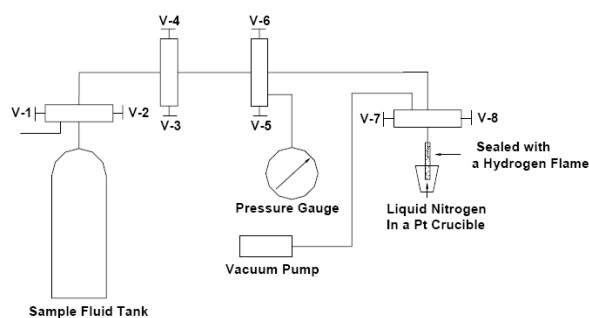 V-4
V-6
V-1
V-2
V-3
V-5
V-7
V-8
Sealed with
a Hydrogen Flame
Pressure Gauge
Liquid Nitrogen
In a Pt Crucible
Vacuum Pump
Sample Fluid Tank